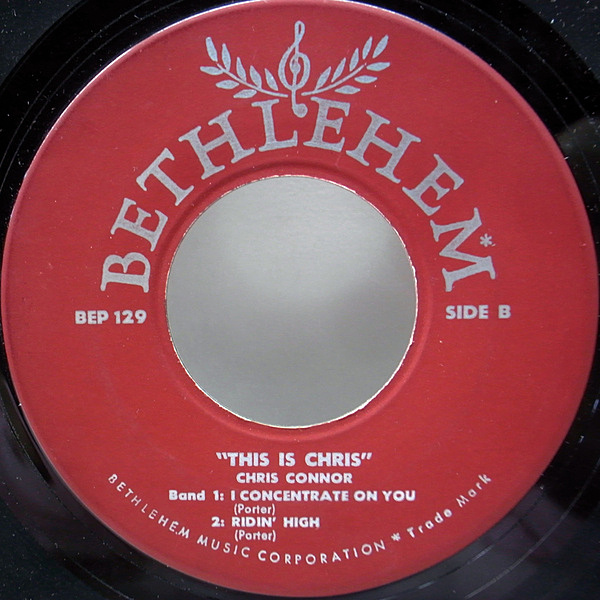 BETHLEHEM*
BEP 129
SIDE B
"THIS IS CHRIS"
CHRIS CONNOR
Band 1: I CONCENTRATE ON YOU
(Porter)
2: RIDIN' HIGH
(Porter)
BETHLEHEM MUSIC CORPORATION * Trade Mark